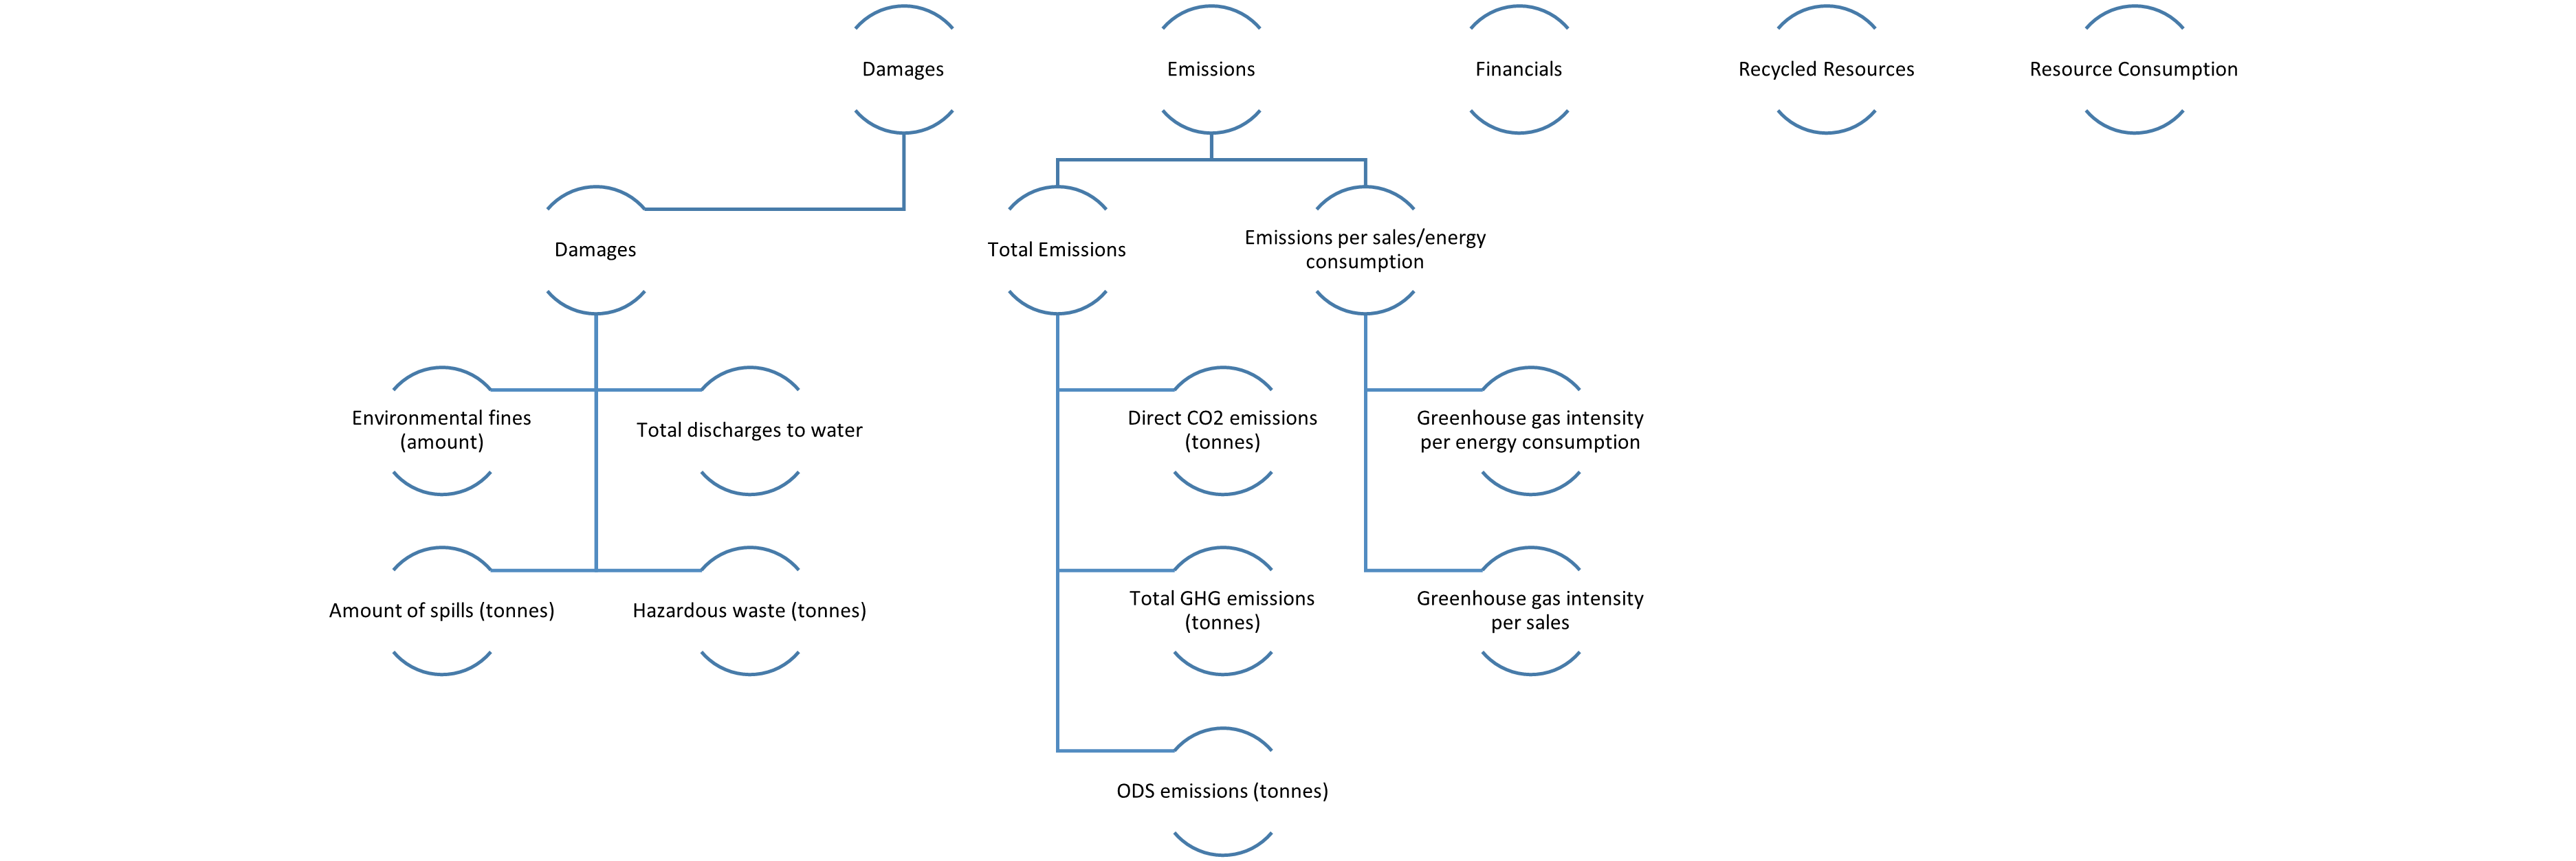 Damages
Emissions
Financials
Recycled Resources
Resource Consumption
Damages
Total Emissions
Emissions per sales/energy
consumption
Environmental fines
(amount)
Total discharges to water
Direct CO2 emissions
(tonnes)
Greenhouse gas intensity
per energy consumption
Amount of spills (tonnes)
Hazardous waste (tonnes)
Total GHG emissions
(tonnes)
Greenhouse gas intensity
per sales
ODS emissions (tonnes)